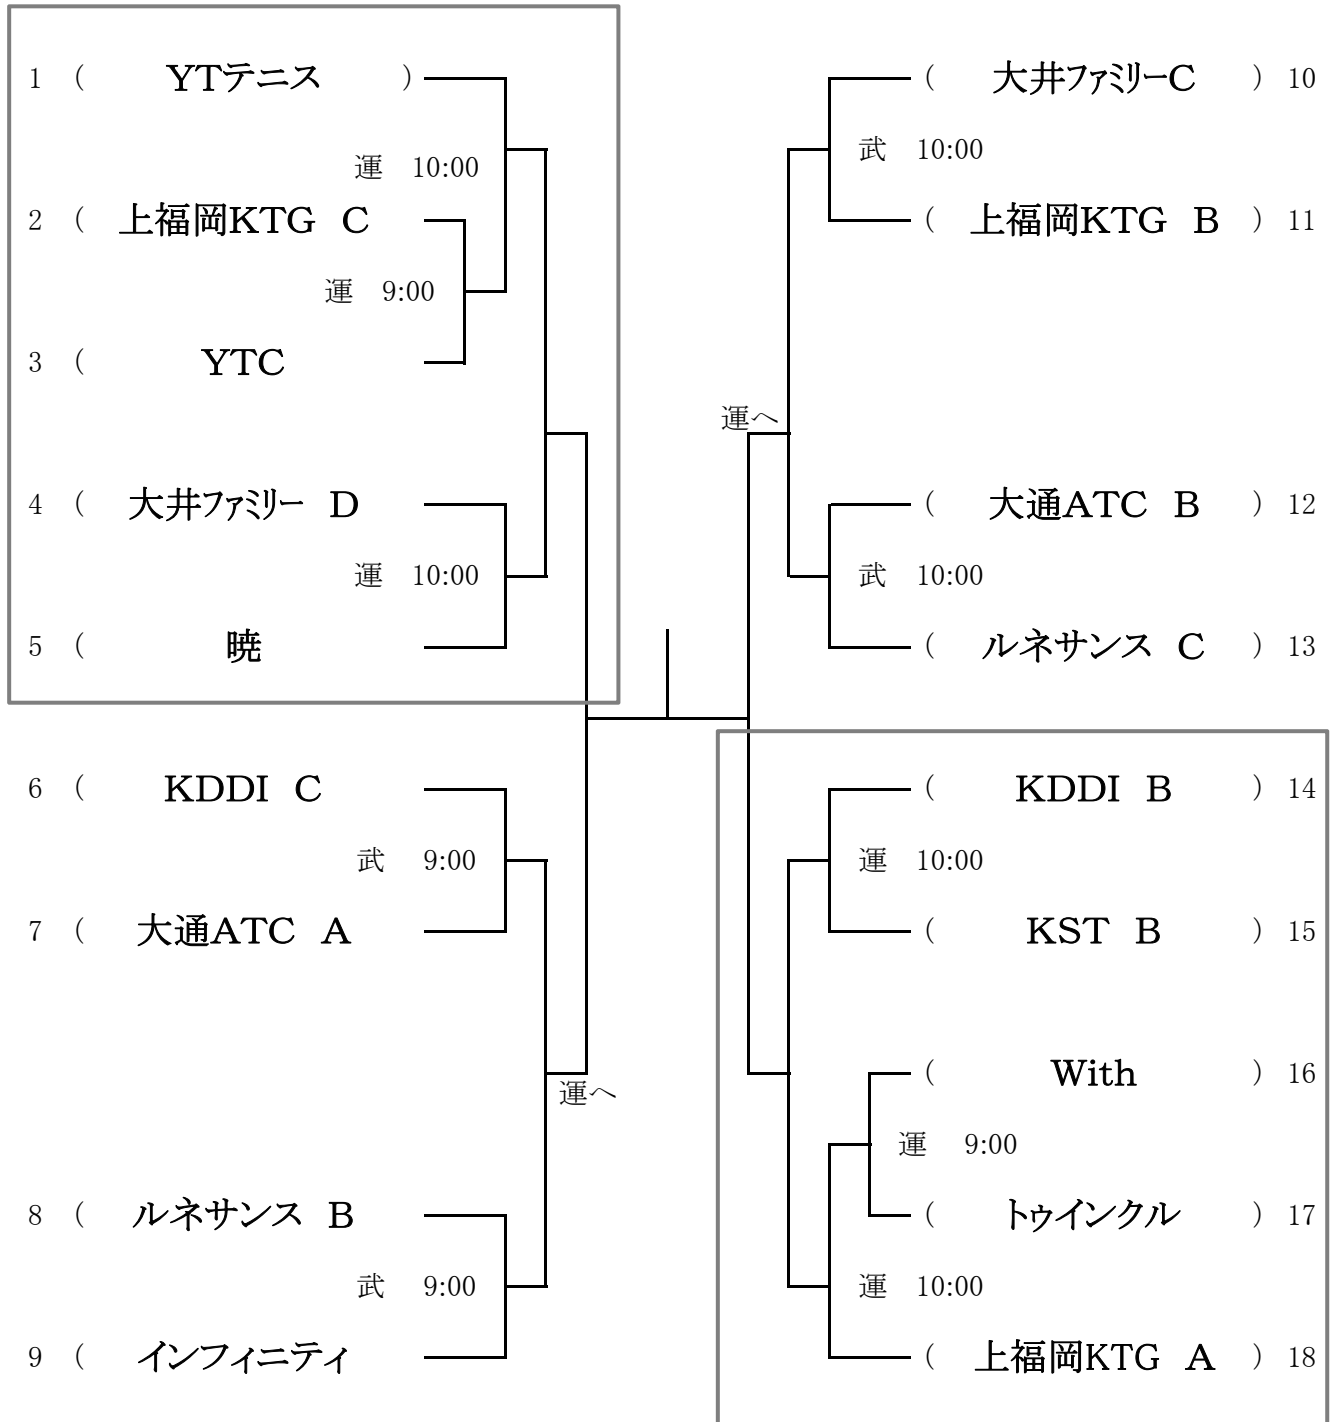 1 （ YTテニス ）
運 10:00
2 （ 上福岡KTG C
運 9:00
3 （ YTC
4 （ 大井ファミリー D
運 10:00
5 （ 暁
6 （ KDDI C
武 9:00
7 （ 大通ATC A
運へ
8 （ ルネサンス B
武 9:00
9 （ インフィニティ
（ 大井ファミリーC ） 10
武 10:00
（ 上福岡KTG B ） 11
運へ
（ 大通ATC B ） 12
武 10:00
（ ルネサンス C ） 13
（ KDDI B ） 14
運 10:00
（ KST B ） 15
（ With ） 16
運 9:00
（ トゥインクル ） 17
運 10:00
（ 上福岡KTG A ） 18